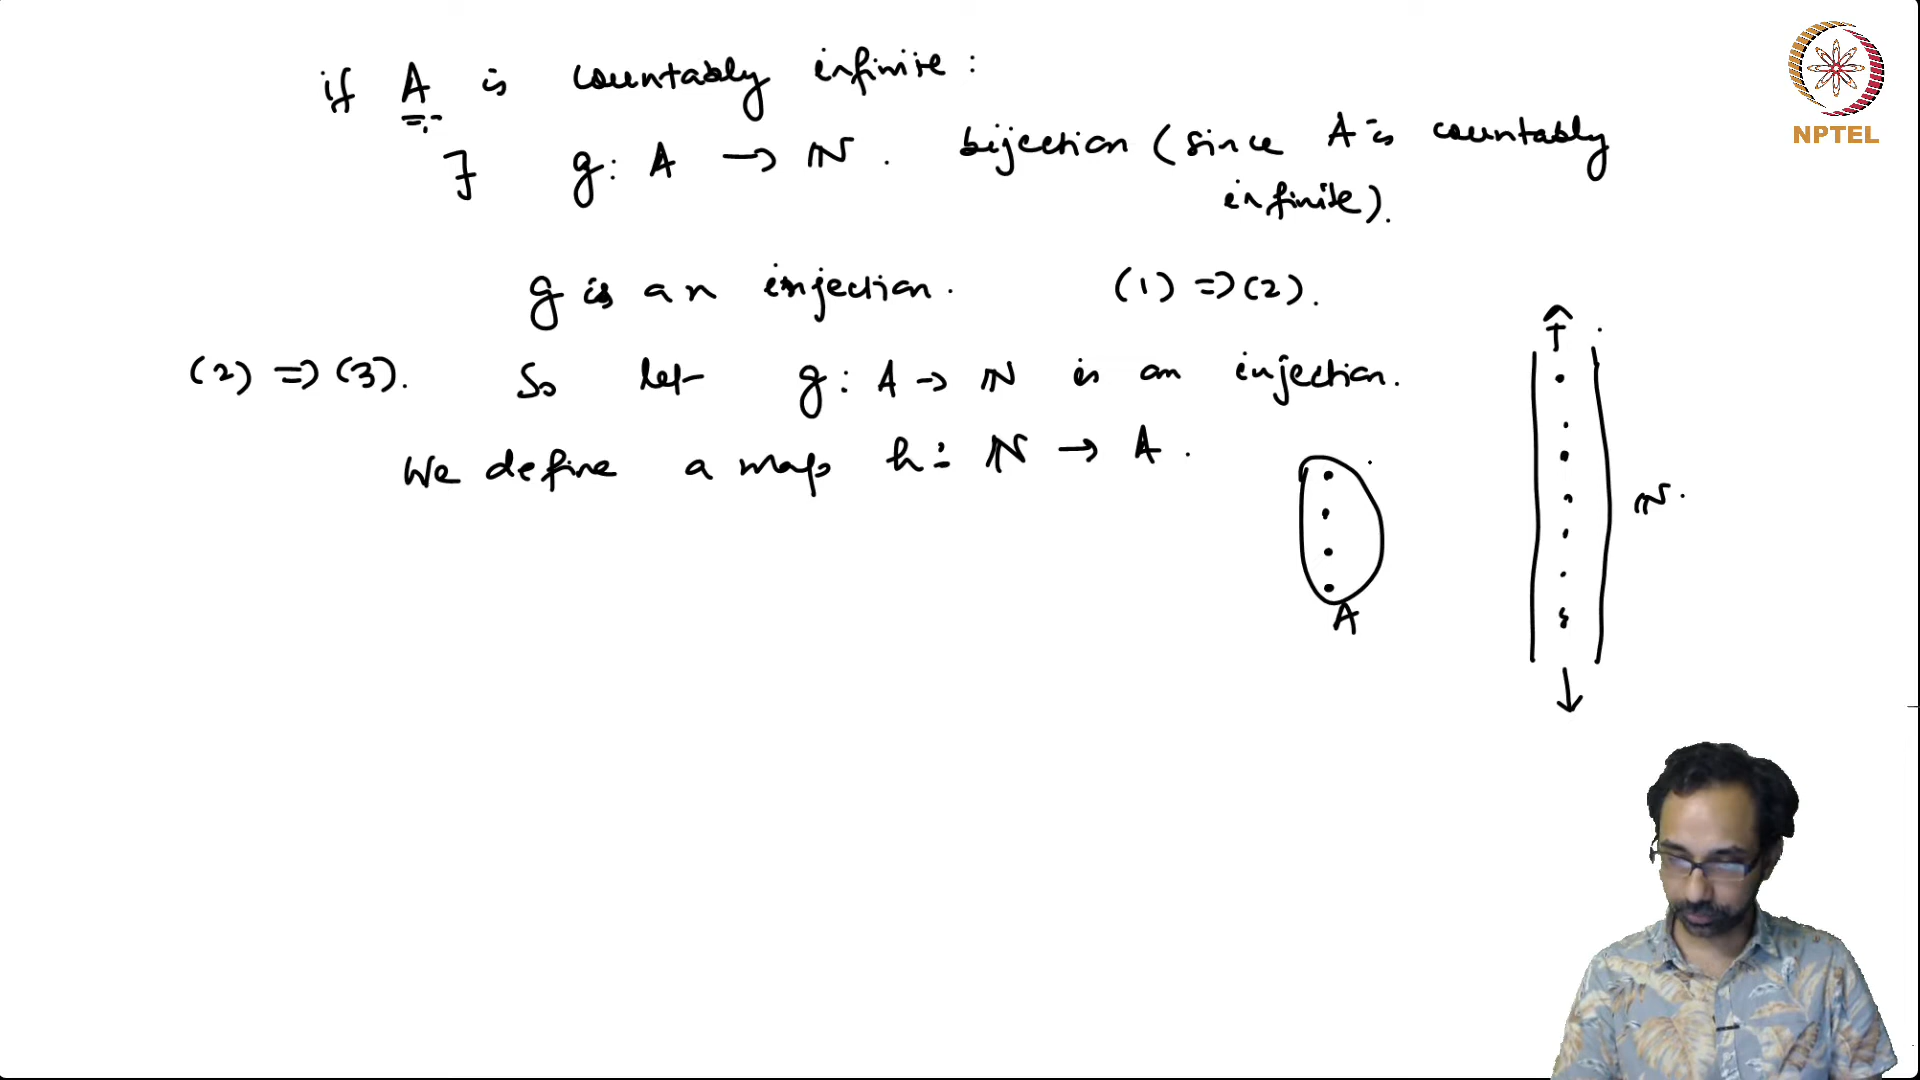 if A is countably infinite :
∃ g : A → ℕ . bijection (since A is countably
infinite).
g is an injection. (1) => (2).
(2) => (3). So let g : A → ℕ is an injection.
We define a map h : ℕ → A .
A
ℕ.
NPTEL